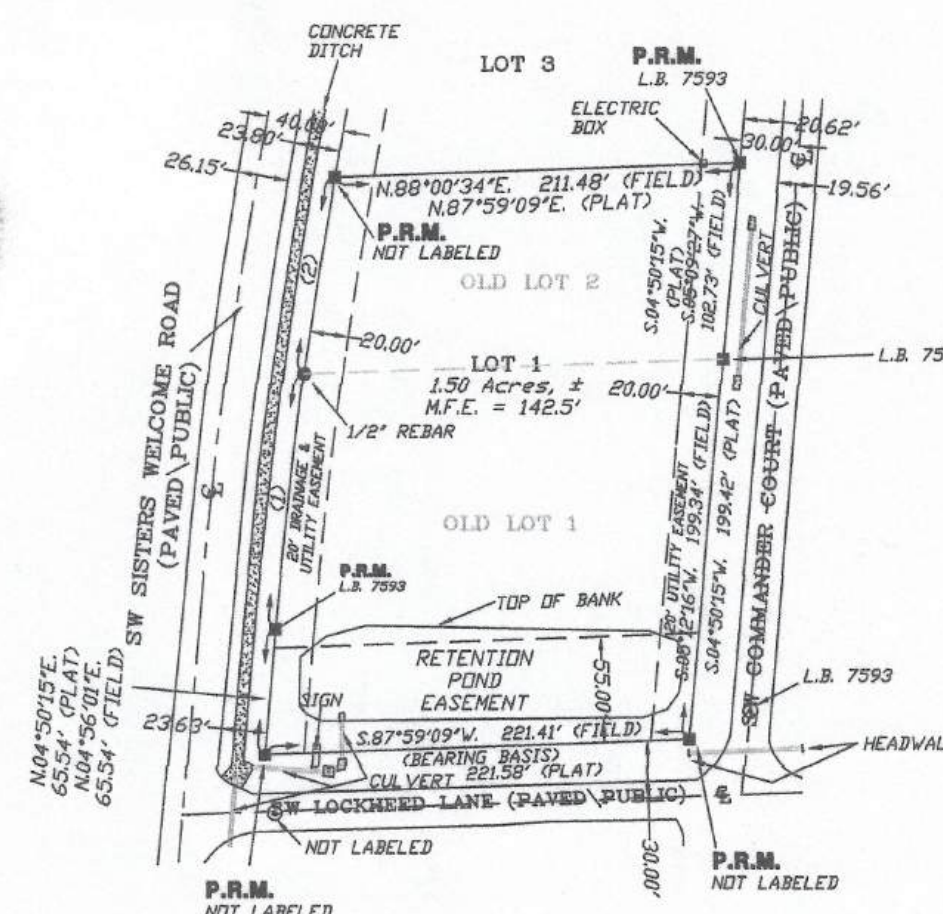 CONCRETE
DITCH
LOT 3
P.R.M.
L.B. 7593
ELECTRIC
BOX
23.80'
26.15'
20.62'
30.00'
19.56'
N.88°00'34"E. 211.48' (FIELD)
N.87°59'09"E. (PLAT)
P.R.M.
NOT LABELED
S.04°50'15"W.
(PLAT)
S.05°09'27"W.
102.73' (FIELD)
CULVERT
OLD LOT 2
(2)
20.00'
LOT 1
1.50 Acres, ±
M.F.E. = 142.5'
20.00'
L.B. 75
1/2" REBAR
SW SISTERS WELCOME ROAD
(PAVED\PUBLIC)
℄
(1)
20' DRAINAGE &
UTILITY EASEMENT
OLD LOT 1
20' UTILITY EASEMENT
199.34' (FIELD)
S.04°50'15"W. 199.42' (PLAT)
SW COMMANDER COURT (PAVED\PUBLIC)
℄
P.R.M.
L.B. 7593
TOP OF BANK
RETENTION
POND
EASEMENT
55.00'
SIGN
L.B. 7593
N.04°50'15"E.
65.54' (PLAT)
N.04°56'01"E.
65.54' (FIELD)
23.63'
S.87°59'09"W. 221.41' (FIELD)
(BEARING BASIS)
CULVERT 221.58' (PLAT)
HEADWAL
SW LOCKHEED LANE (PAVED\PUBLIC)
℄
NOT LABELED
30.00'
P.R.M.
NOT LABELED
P.R.M.
NOT LABELED